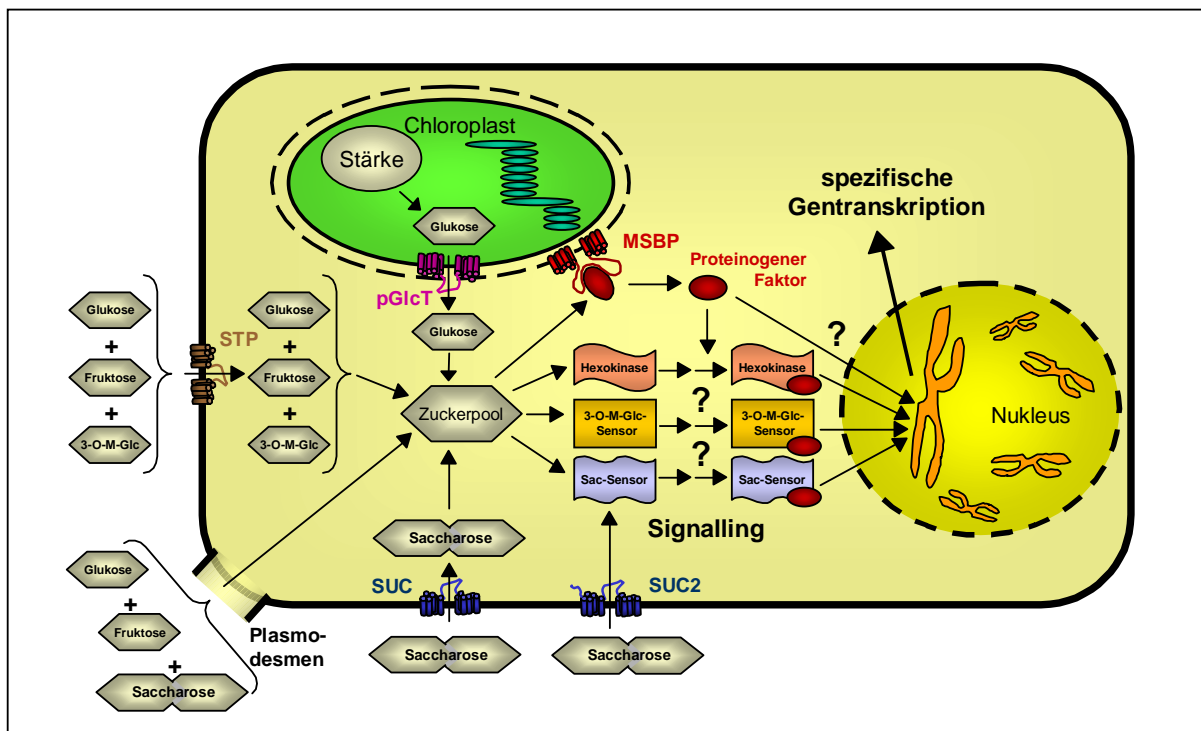 Chloroplast
Stärke
Glukose
pGlcT
Glukose
MSBP
Proteinogener
Faktor
spezifische
Gentranskription
Glukose
+
Fruktose
+
3-O-M-Glc
STP
Glukose
+
Fruktose
+
3-O-M-Glc
Zuckerpool
Hexokinase
Hexokinase
?
?
3-O-M-Glc-
Sensor
3-O-M-Glc-
Sensor
?
Sac-Sensor
Sac-Sensor
Nukleus
Signalling
Saccharose
SUC
SUC2
Glukose
+
Fruktose
+
Saccharose
Plasmo-
desmen
Saccharose
Saccharose